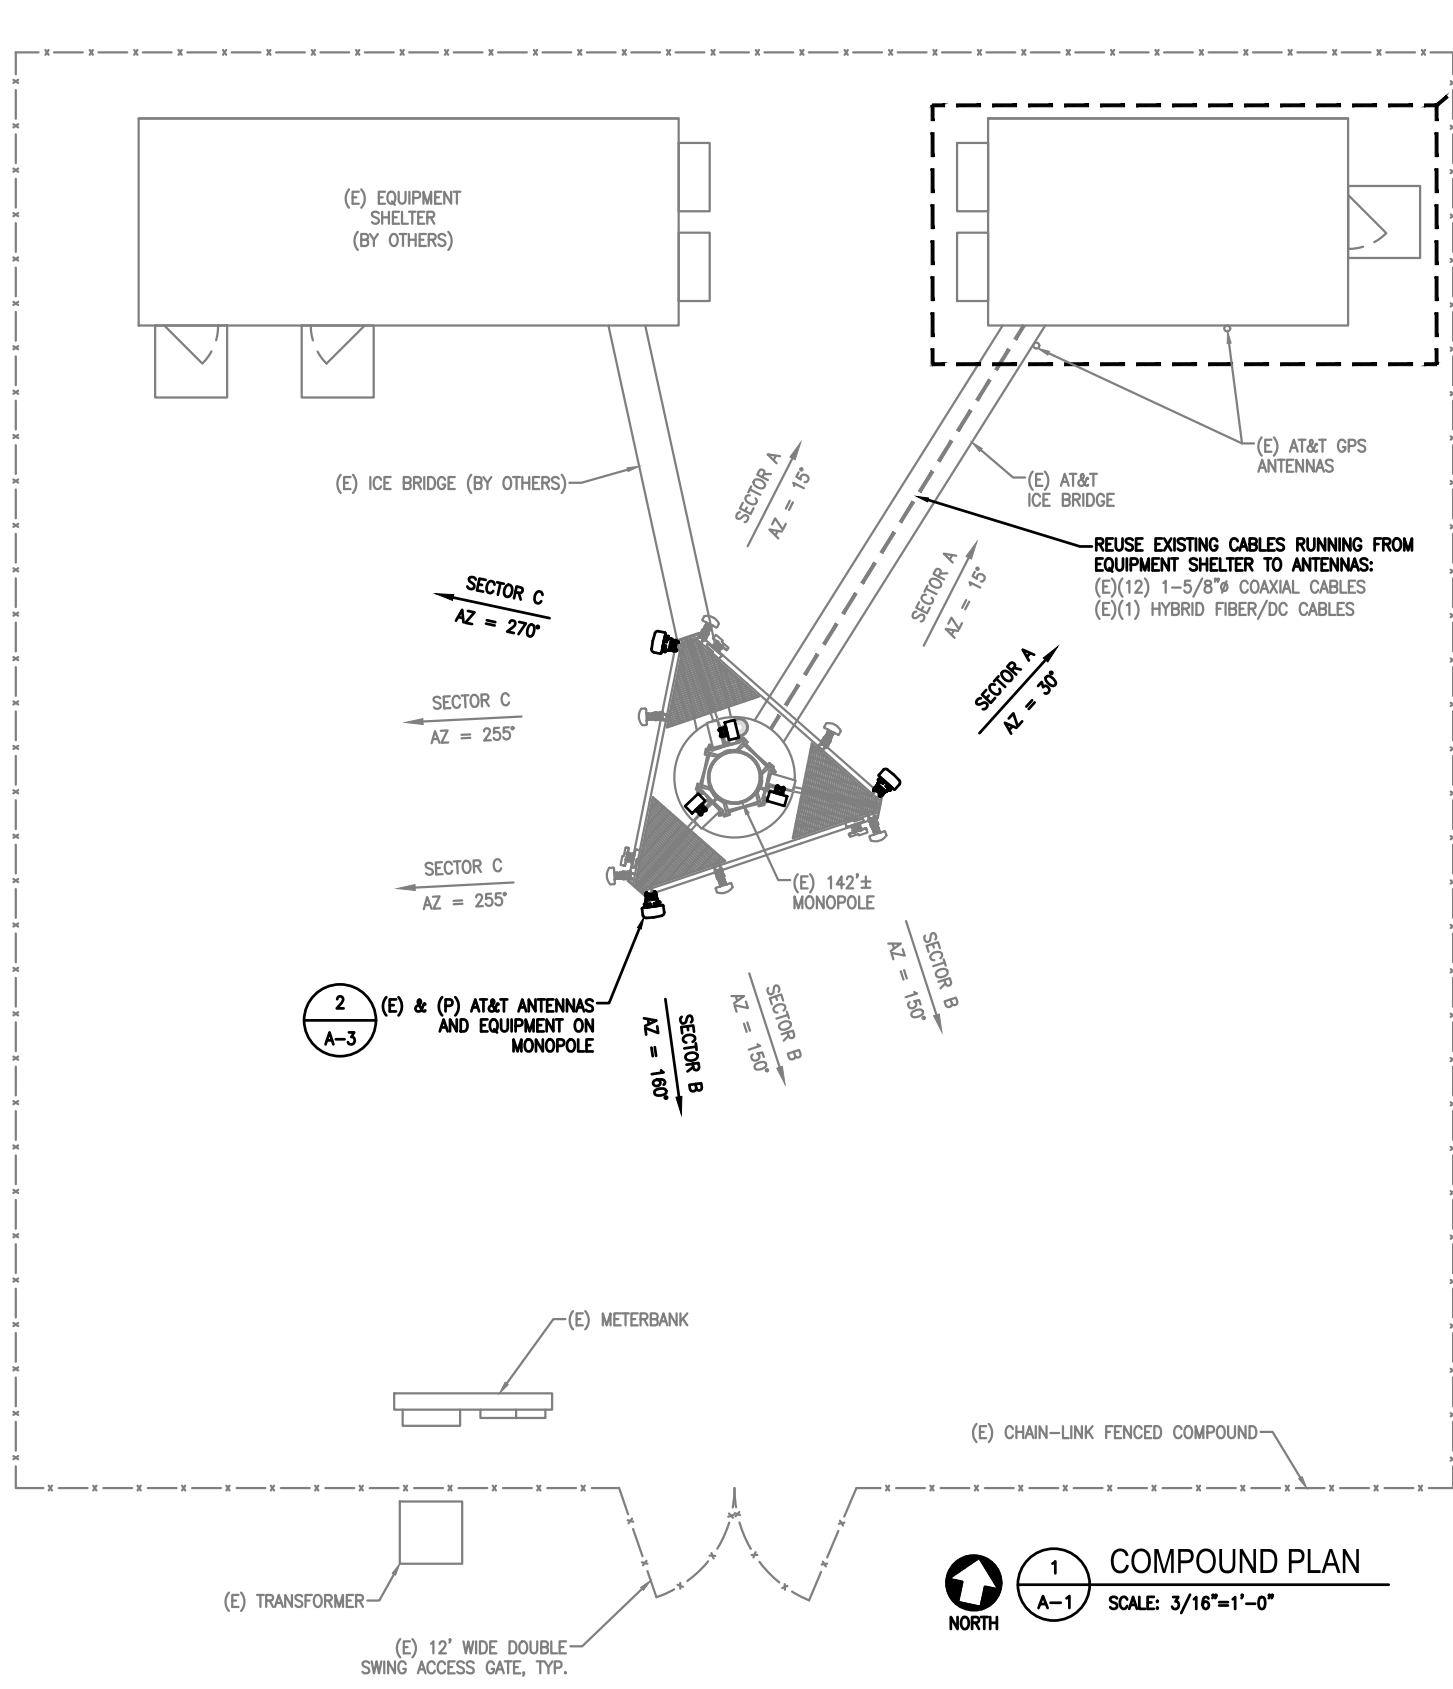 (E) EQUIPMENT
SHELTER
(BY OTHERS)
(E) AT&T GPS
ANTENNAS
(E) ICE BRIDGE (BY OTHERS)
(E) AT&T
ICE BRIDGE
SECTOR A
AZ = 15°
REUSE EXISTING CABLES RUNNING FROM
EQUIPMENT SHELTER TO ANTENNAS:
(E)(12) 1-5/8"ø COAXIAL CABLES
(E)(1) HYBRID FIBER/DC CABLES
SECTOR A
AZ = 15°
SECTOR C
AZ = 270°
SECTOR A
AZ = 30°
SECTOR C
AZ = 255°
SECTOR C
AZ = 255°
(E) 142'±
MONOPOLE
2
A-3
(E) & (P) AT&T ANTENNAS
AND EQUIPMENT ON
MONOPOLE
SECTOR B
AZ = 160°
SECTOR B
AZ = 150°
SECTOR B
AZ = 150°
(E) METERBANK
(E) CHAIN-LINK FENCED COMPOUND
(E) TRANSFORMER
(E) 12' WIDE DOUBLE
SWING ACCESS GATE, TYP.
NORTH
1
A-1
COMPOUND PLAN
SCALE: 3/16"=1'-0"